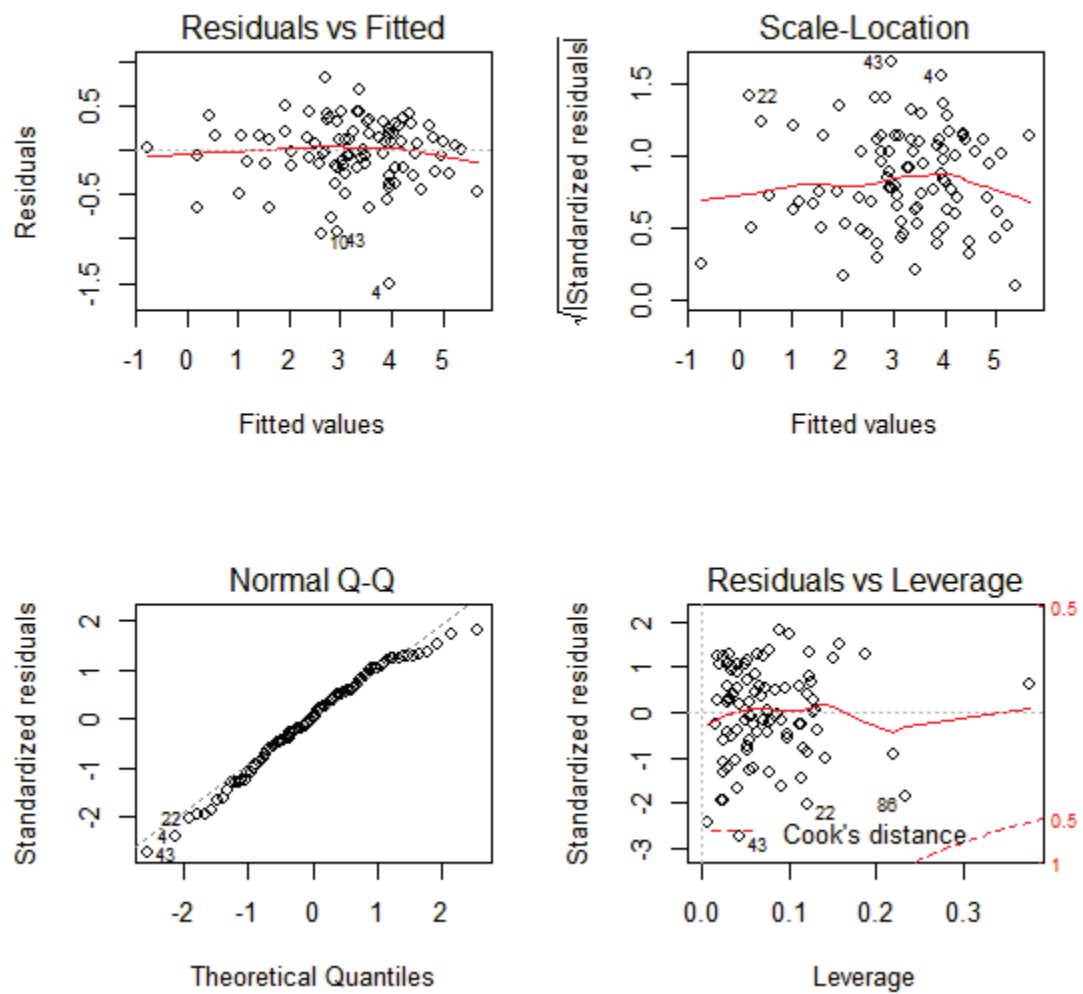 Residuals vs Fitted
Residuals
-1.5
-0.5
0.5
10
43
4
-1 0 1 2 3 4 5
Fitted values
Scale-Location
√|Standardized residuals|
0.0
0.5
1.0
1.5
43
4
22
-1 0 1 2 3 4 5
Fitted values
Normal Q-Q
Standardized residuals
-2
-1
0
1
2
22
4
43
-2 -1 0 1 2
Theoretical Quantiles
Residuals vs Leverage
Standardized residuals
-3
-2
-1
0
1
2
0.5
0.5
1
86
22
Cook's distance
43
0.0 0.1 0.2 0.3
Leverage